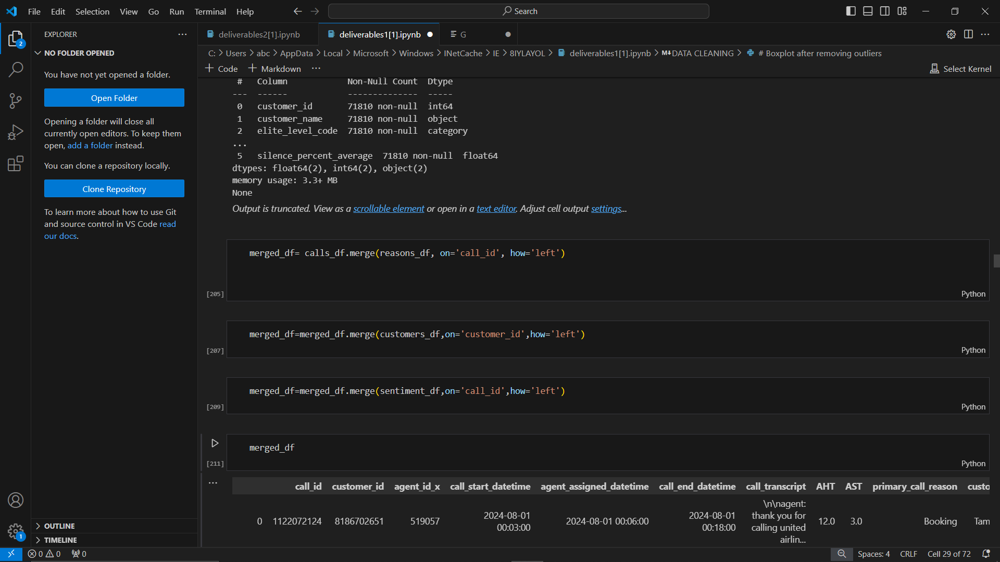 File Edit Selection View Go Run Terminal Help
Search
EXPLORER
NO FOLDER OPENED
You have not yet opened a folder.
Open Folder
Opening a folder will close all
currently open editors. To keep them
open, add a folder instead.
You can clone a repository locally.
Clone Repository
To learn more about how to use Git
and source control in VS Code read
our docs.
OUTLINE
TIMELINE
2
1
deliverables2[1].ipynb
deliverables1[1].ipynb
G
C: > Users > abc > AppData > Local > Microsoft > Windows > INetCache > IE > 8IYLAYOL > deliverables1[1].ipynb > M↓DATA CLEANING > # Boxplot after removing outliers
+ Code + Markdown ...
Select Kernel
# Column Non-Null Count Dtype
--- ------ -------------- -----
0 customer_id 71810 non-null int64
1 customer_name 71810 non-null object
2 elite_level_code 71810 non-null category
...
5 silence_percent_average 71810 non-null float64
dtypes: float64(2), int64(2), object(2)
memory usage: 3.3+ MB
None
Output is truncated. View as a scrollable element or open in a text editor. Adjust cell output settings...
merged_df= calls_df.merge(reasons_df, on='call_id', how='left')
[205] Python
merged_df=merged_df.merge(customers_df,on='customer_id',how='left')
[207] Python
merged_df=merged_df.merge(sentiment_df,on='call_id',how='left')
[209] Python
merged_df
[211] Python
call_id customer_id agent_id_x call_start_datetime agent_assigned_datetime call_end_datetime call_transcript AHT AST primary_call_reason custo
0 1122072124 8186702651 519057 2024-08-01 00:03:00 2024-08-01 00:06:00 2024-08-01 00:18:00 \n\nagent: thank you for calling united airlin... 12.0 3.0 Booking Tam
0 0 0
Spaces: 4 CRLF Cell 29 of 72